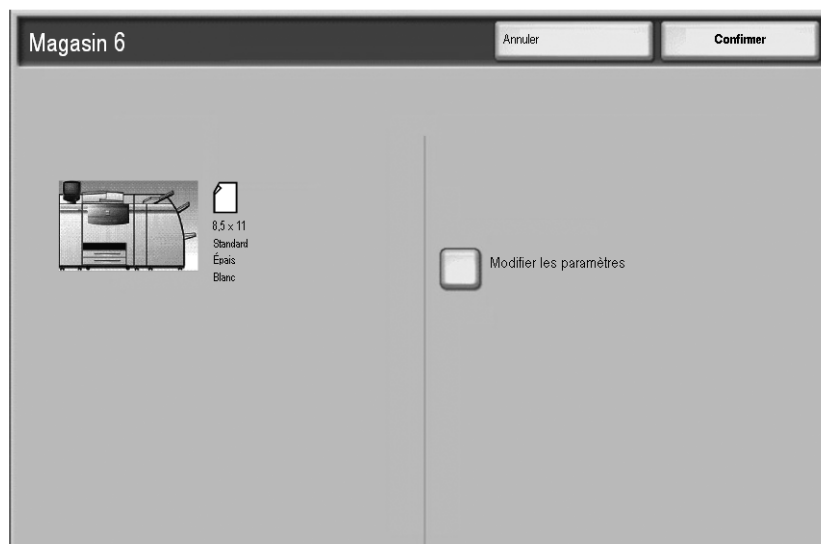 Magasin 6
Annuler
Confirmer
8,5 x 11
Standard
Épais
Blanc
Modifier les paramètres